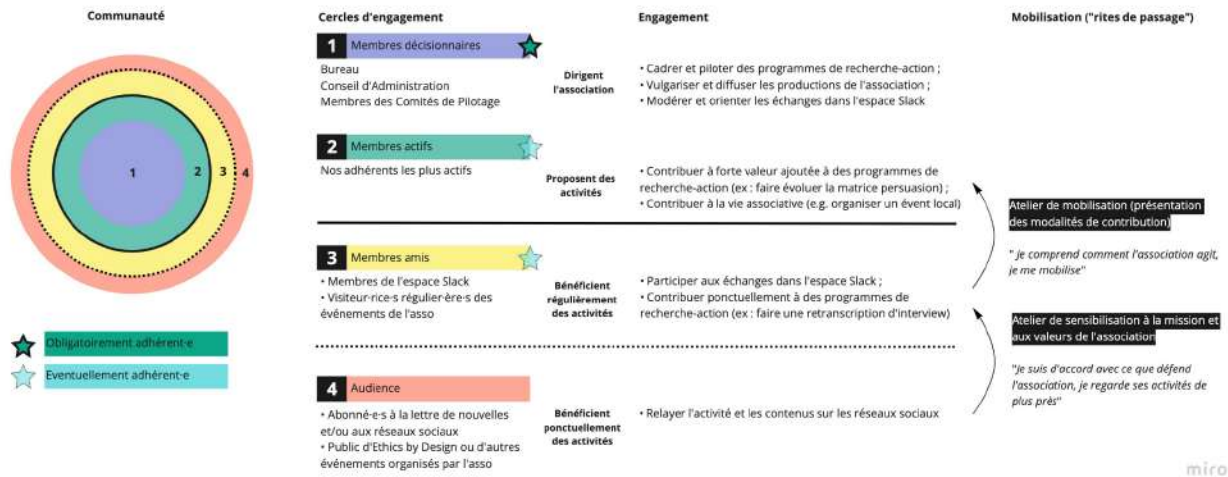 Communauté
1
2
3
4
Obligatoirement adhérent·e
Eventuellement adhérent·e
Cercles d'engagement
Engagement
Mobilisation ("rites de passage")
1 Membres décisionnaires
Bureau
Conseil d'Administration
Membres des Comités de Pilotage
Dirigent
l'association
• Cadrer et piloter des programmes de recherche-action ;
• Vulgariser et diffuser les productions de l'association ;
• Modérer et orienter les échanges dans l'espace Slack
2 Membres actifs
Nos adhérents les plus actifs
Proposent des
activités
• Contribuer à forte valeur ajoutée à des programmes de
recherche-action (ex : faire évoluer la matrice persuasion) ;
• Contribuer à la vie associative (e.g. organiser un évent local)
Atelier de mobilisation (présentation
des modalités de contribution)
" je comprend comment l'association agit,
je me mobilise"
3 Membres amis
• Membres de l'espace Slack
• Visiteur·rice·s régulier·ère·s des
événements de l'asso
Bénéficient
régulièrement
des activités
• Participer aux échanges dans l'espace Slack ;
• Contribuer ponctuellement à des programmes de
recherche-action (ex : faire une retranscription d'interview)
Atelier de sensibilisation à la mission et
aux valeurs de l'association
"Je suis d'accord avec ce que défend
l'association, je regarde ses activités de
plus près"
4 Audience
• Abonné·e·s à la lettre de nouvelles
et/ou aux réseaux sociaux
• Public d'Ethics by Design ou d'autres
événements organisés par l'asso
Bénéficient
ponctuellement
des activités
• Relayer l'activité et les contenus sur les réseaux sociaux
miro